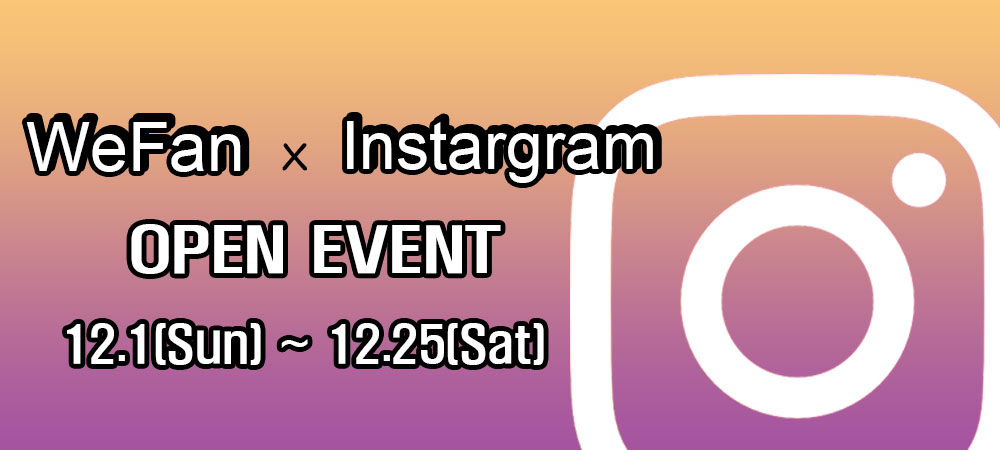 WeFan x Instargram
OPEN EVENT
12.1(Sun) ~ 12.25(Sat)